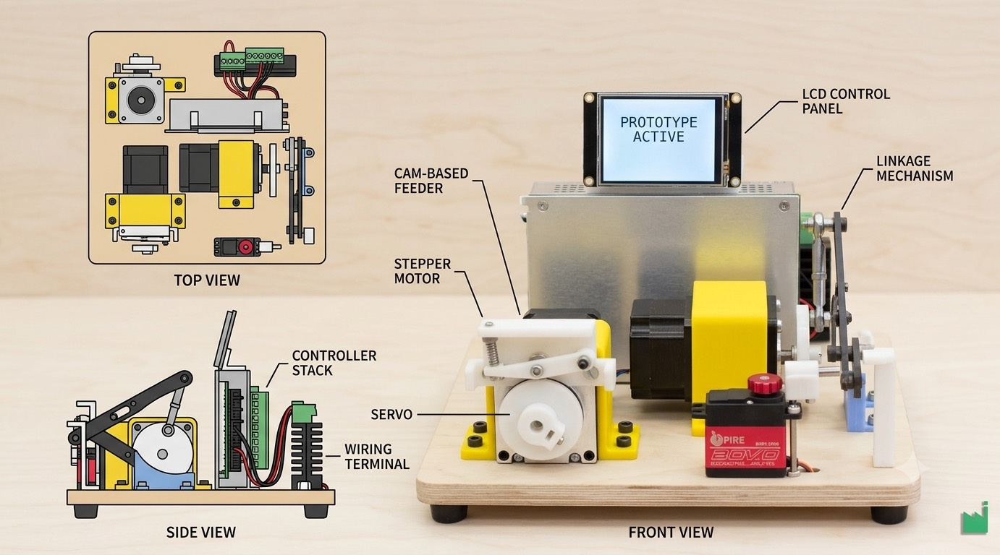 TOP VIEW
CONTROLLER
STACK
WIRING
TERMINAL
SIDE VIEW
PROTOTYPE
ACTIVE
LCD CONTROL
PANEL
LINKAGE
MECHANISM
CAM-BASED
FEEDER
STEPPER
MOTOR
SERVO
PIRE
FRONT VIEW